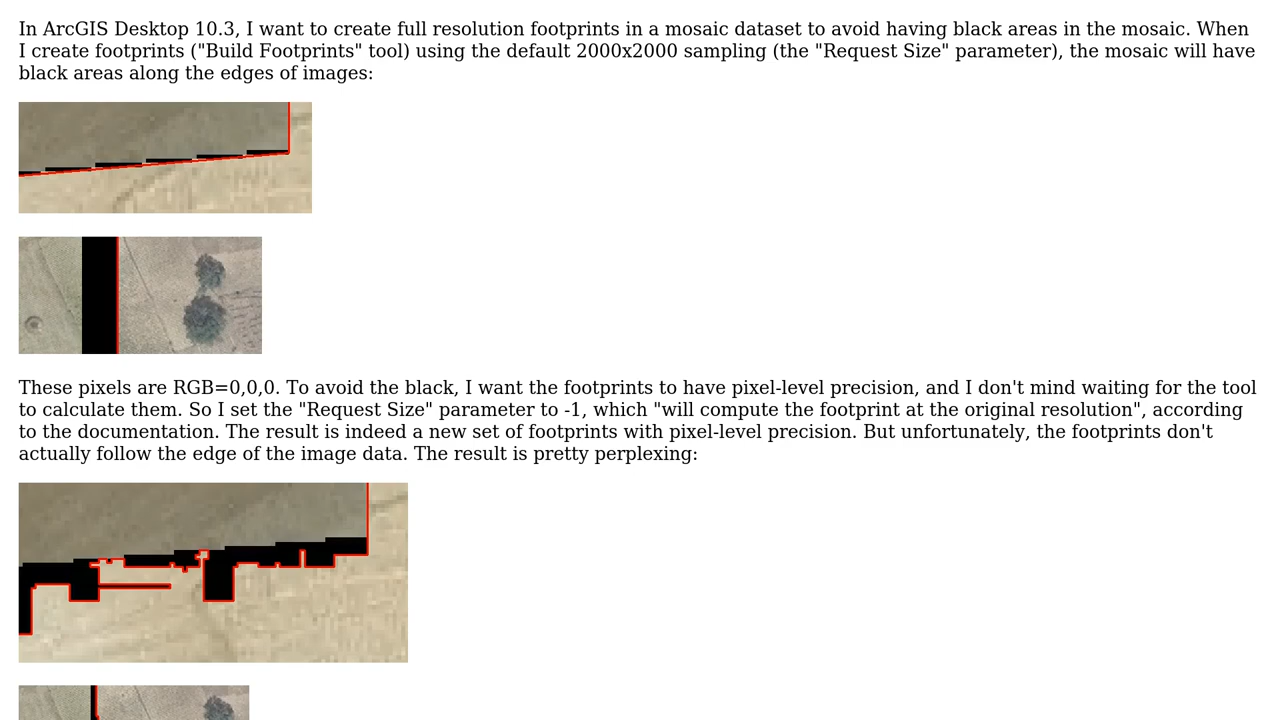 In ArcGIS Desktop 10.3, I want to create full resolution footprints in a mosaic dataset to avoid having black areas in the mosaic. When
I create footprints ("Build Footprints" tool) using the default 2000x2000 sampling (the "Request Size" parameter), the mosaic will have
black areas along the edges of images:
These pixels are RGB=0,0,0. To avoid the black, I want the footprints to have pixel-level precision, and I don't mind waiting for the tool
to calculate them. So I set the "Request Size" parameter to -1, which "will compute the footprint at the original resolution", according
to the documentation. The result is indeed a new set of footprints with pixel-level precision. But unfortunately, the footprints don't
actually follow the edge of the image data. The result is pretty perplexing: